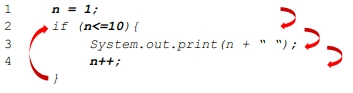 1 n = 1;
2 if (n<=10){
3 System.out.print(n + " ");
4 n++;
}